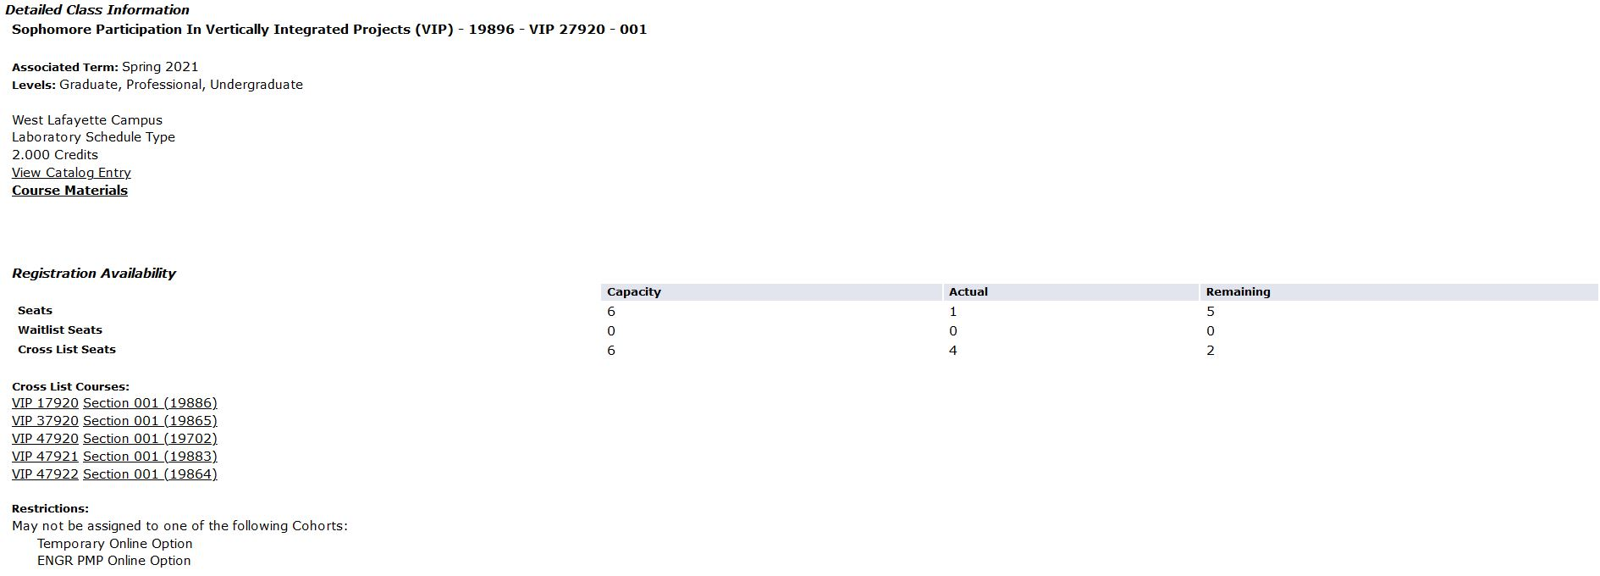 Detailed Class Information
Sophomore Participation In Vertically Integrated Projects (VIP) - 19896 - VIP 27920 - 001
Associated Term: Spring 2021
Levels: Graduate, Professional, Undergraduate
West Lafayette Campus
Laboratory Schedule Type
2.000 Credits
View Catalog Entry
Course Materials
Registration Availability
Capacity Actual Remaining
Seats 6 1 5
Waitlist Seats 0 0 0
Cross List Seats 6 4 2
Cross List Courses:
VIP 17920 Section 001 (19886)
VIP 37920 Section 001 (19865)
VIP 47920 Section 001 (19702)
VIP 47921 Section 001 (19883)
VIP 47922 Section 001 (19864)
Restrictions:
May not be assigned to one of the following Cohorts:
Temporary Online Option
ENGR PMP Online Option